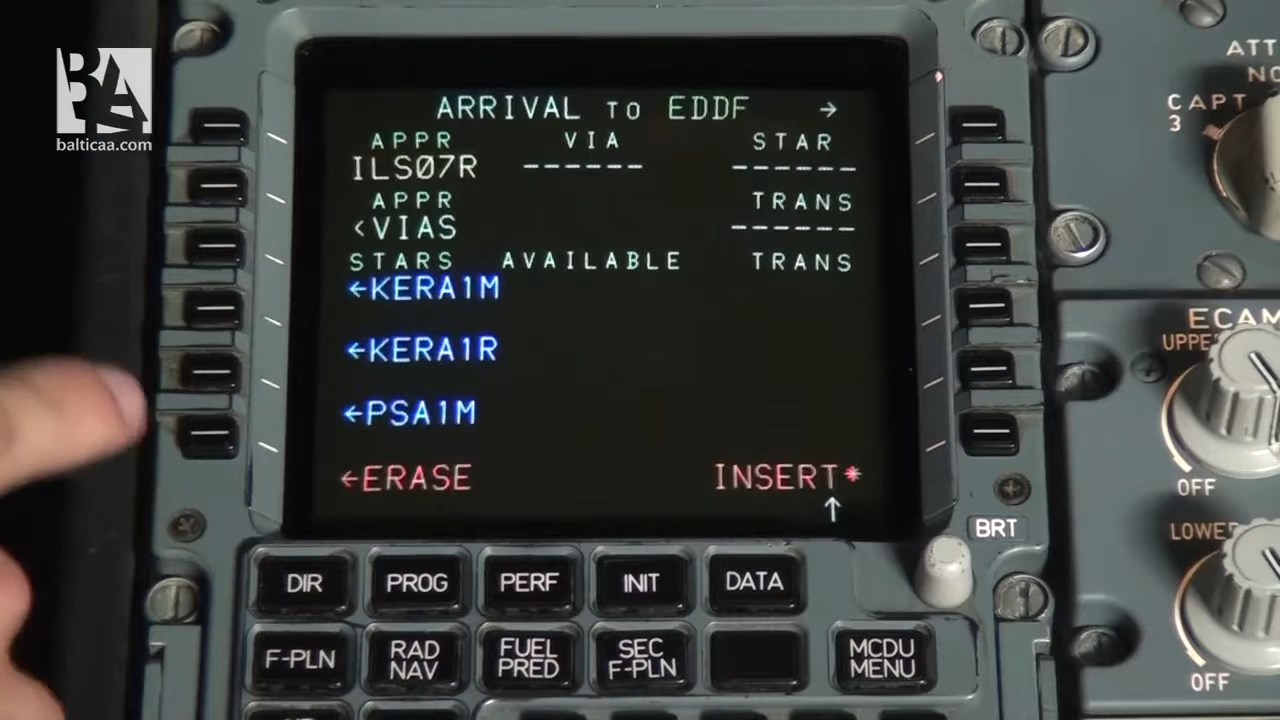 BA
balticaa.com
ARRIVAL TO EDDF →
APPR VIA STAR
ILS07R ------ ------
APPR TRANS
<VIAS ------
STARS AVAILABLE TRANS
←KERA1M
←KERA1R
←PSA1M
←ERASE INSERT*
↑
BRT
DIR PROG PERF INIT DATA
F-PLN RAD NAV FUEL PRED SEC F-PLN MCDU MENU
ATT
NO
CAPT
3
ECAM
UPPE
OFF
LOWER
OFF